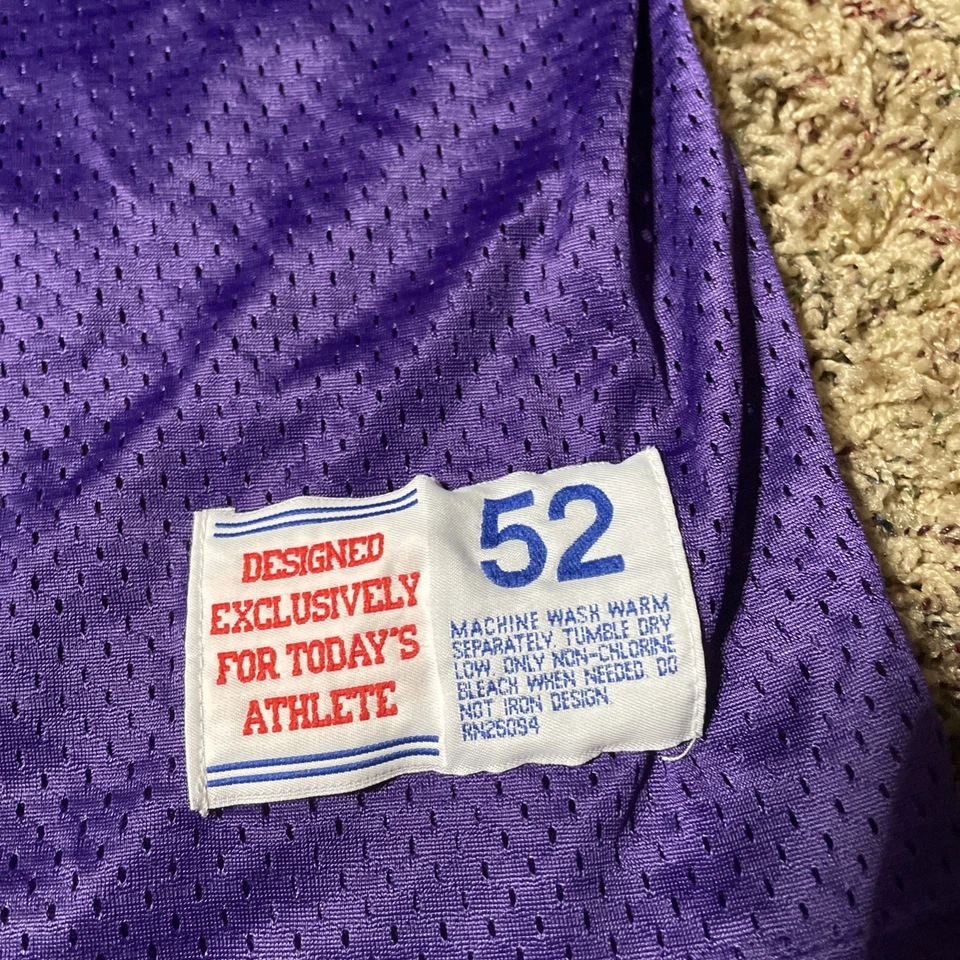 DESIGNED
EXCLUSIVELY
FOR TODAY'S
ATHLETE
52
MACHINE WASH WARM
SEPARATELY. TUMBLE DRY
LOW. ONLY NON-CHLORINE
BLEACH WHEN NEEDED. DO
NOT IRON DESIGN.
RN26094